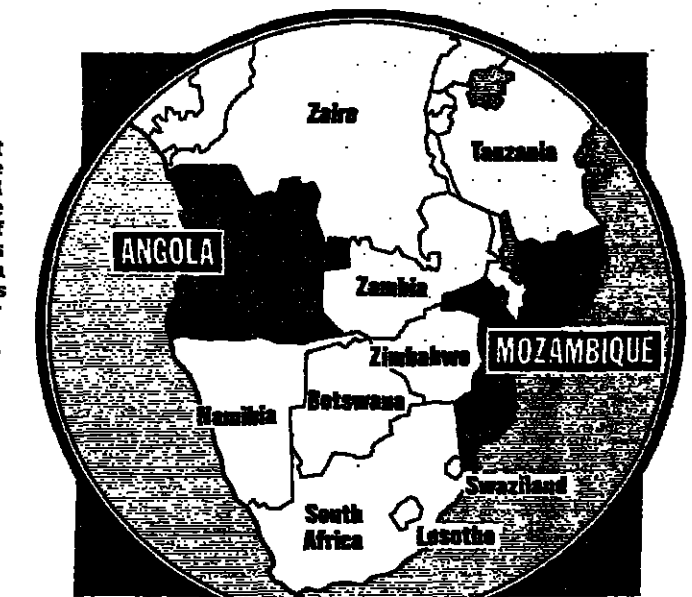 Zaire
Tanzania
ANGOLA
Zambia
MOZAMBIQUE
Zimbabwe
Namibia
Botswana
Swaziland
South
Africa
Lesotho